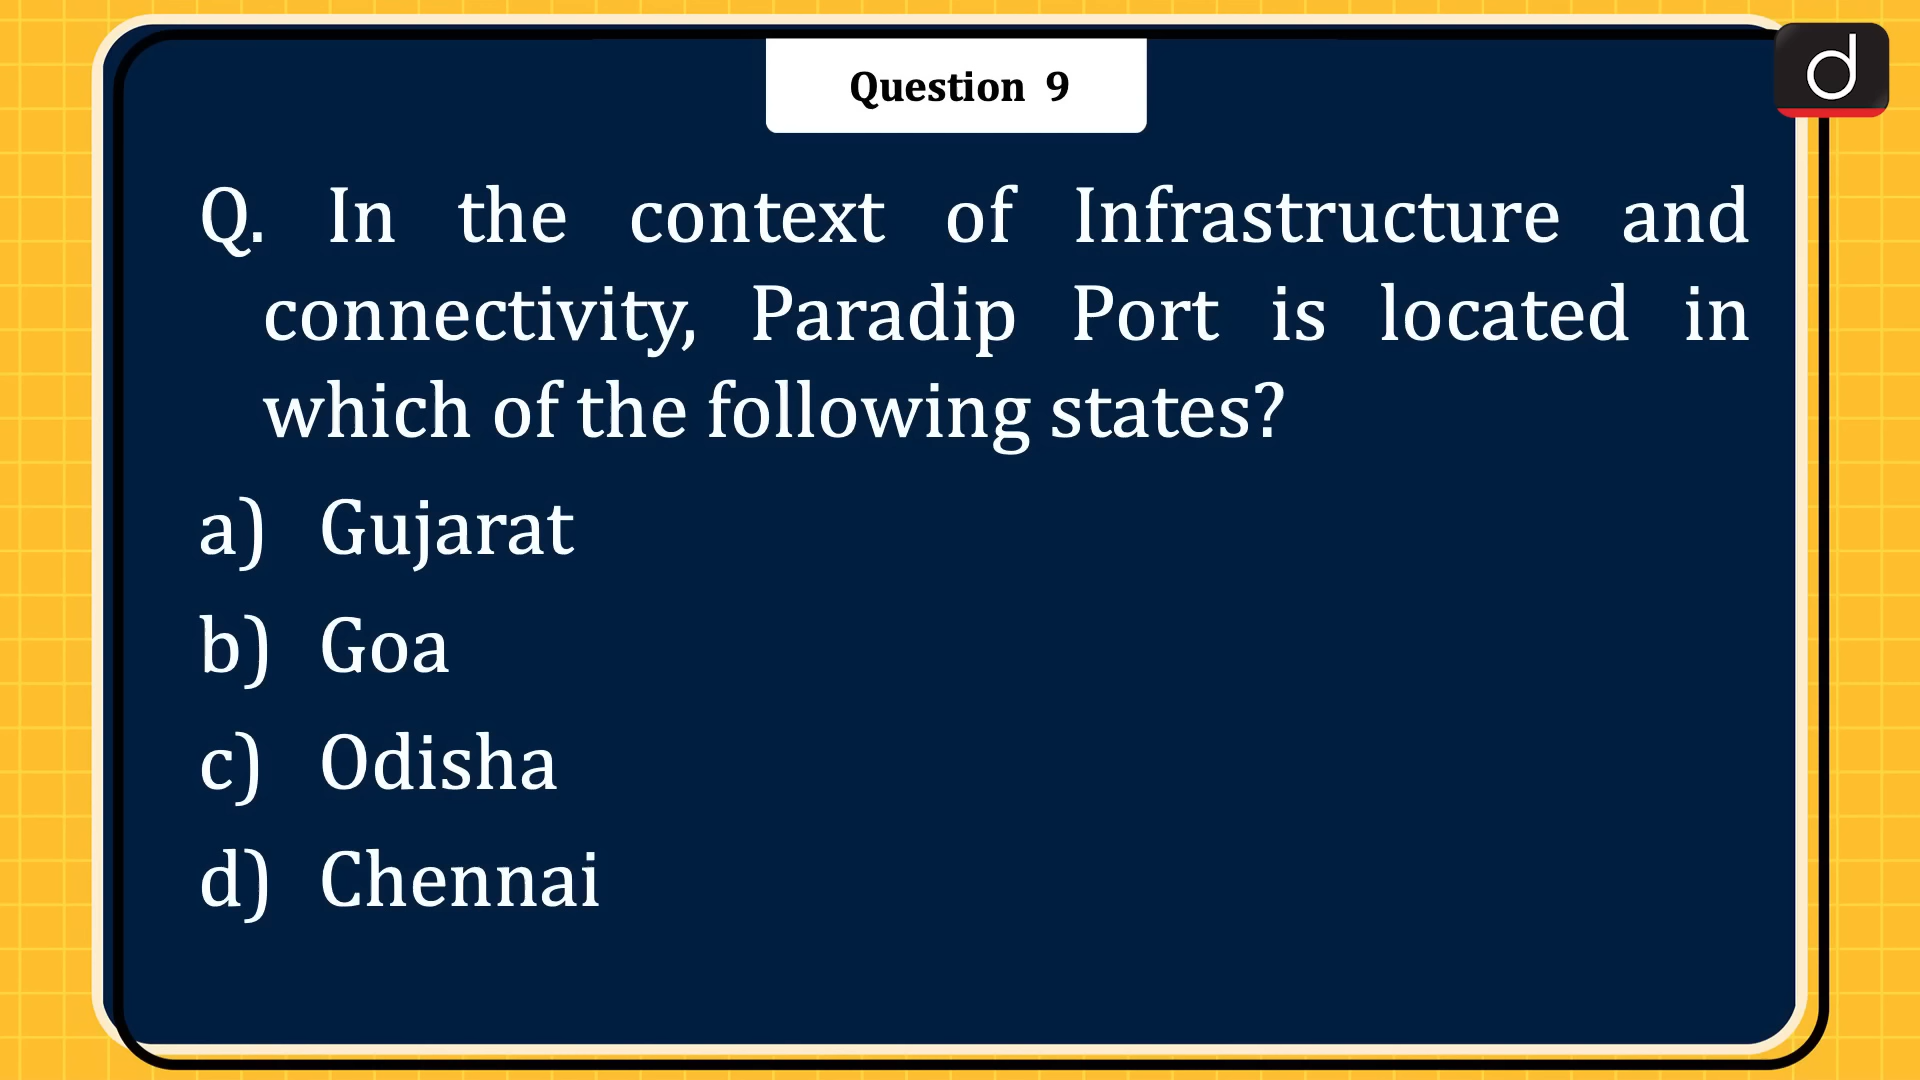 Question 9
d
Q. In the context of Infrastructure and
connectivity, Paradip Port is located in
which of the following states?
a) Gujarat
b) Goa
c) Odisha
d) Chennai